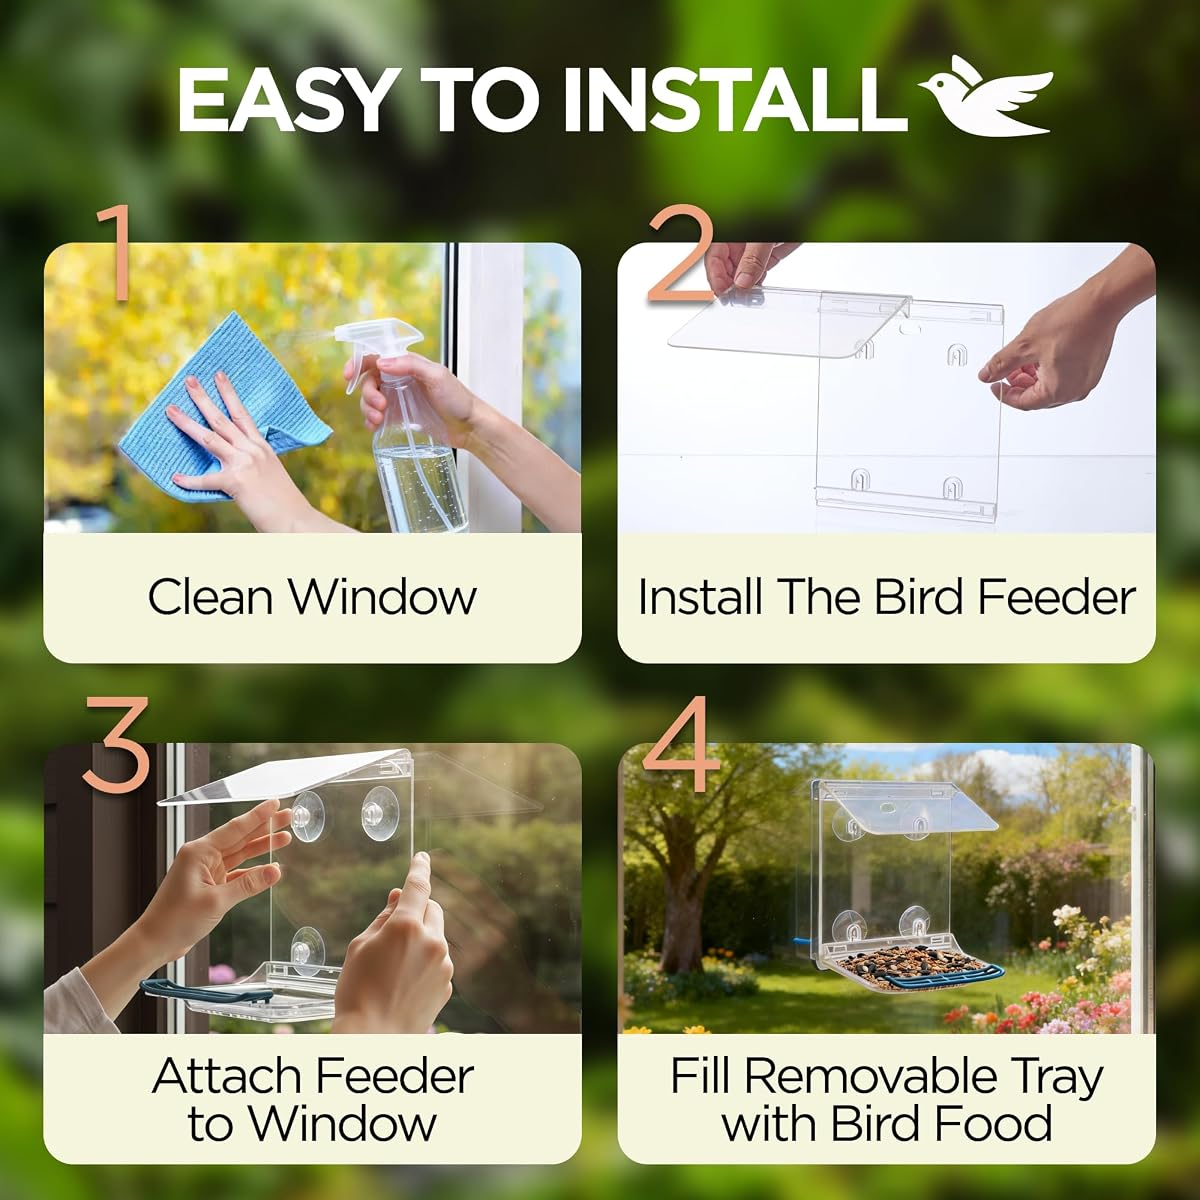 EASY TO INSTALL
1
Clean Window
2
Install The Bird Feeder
3
Attach Feeder
to Window
4
Fill Removable Tray
with Bird Food